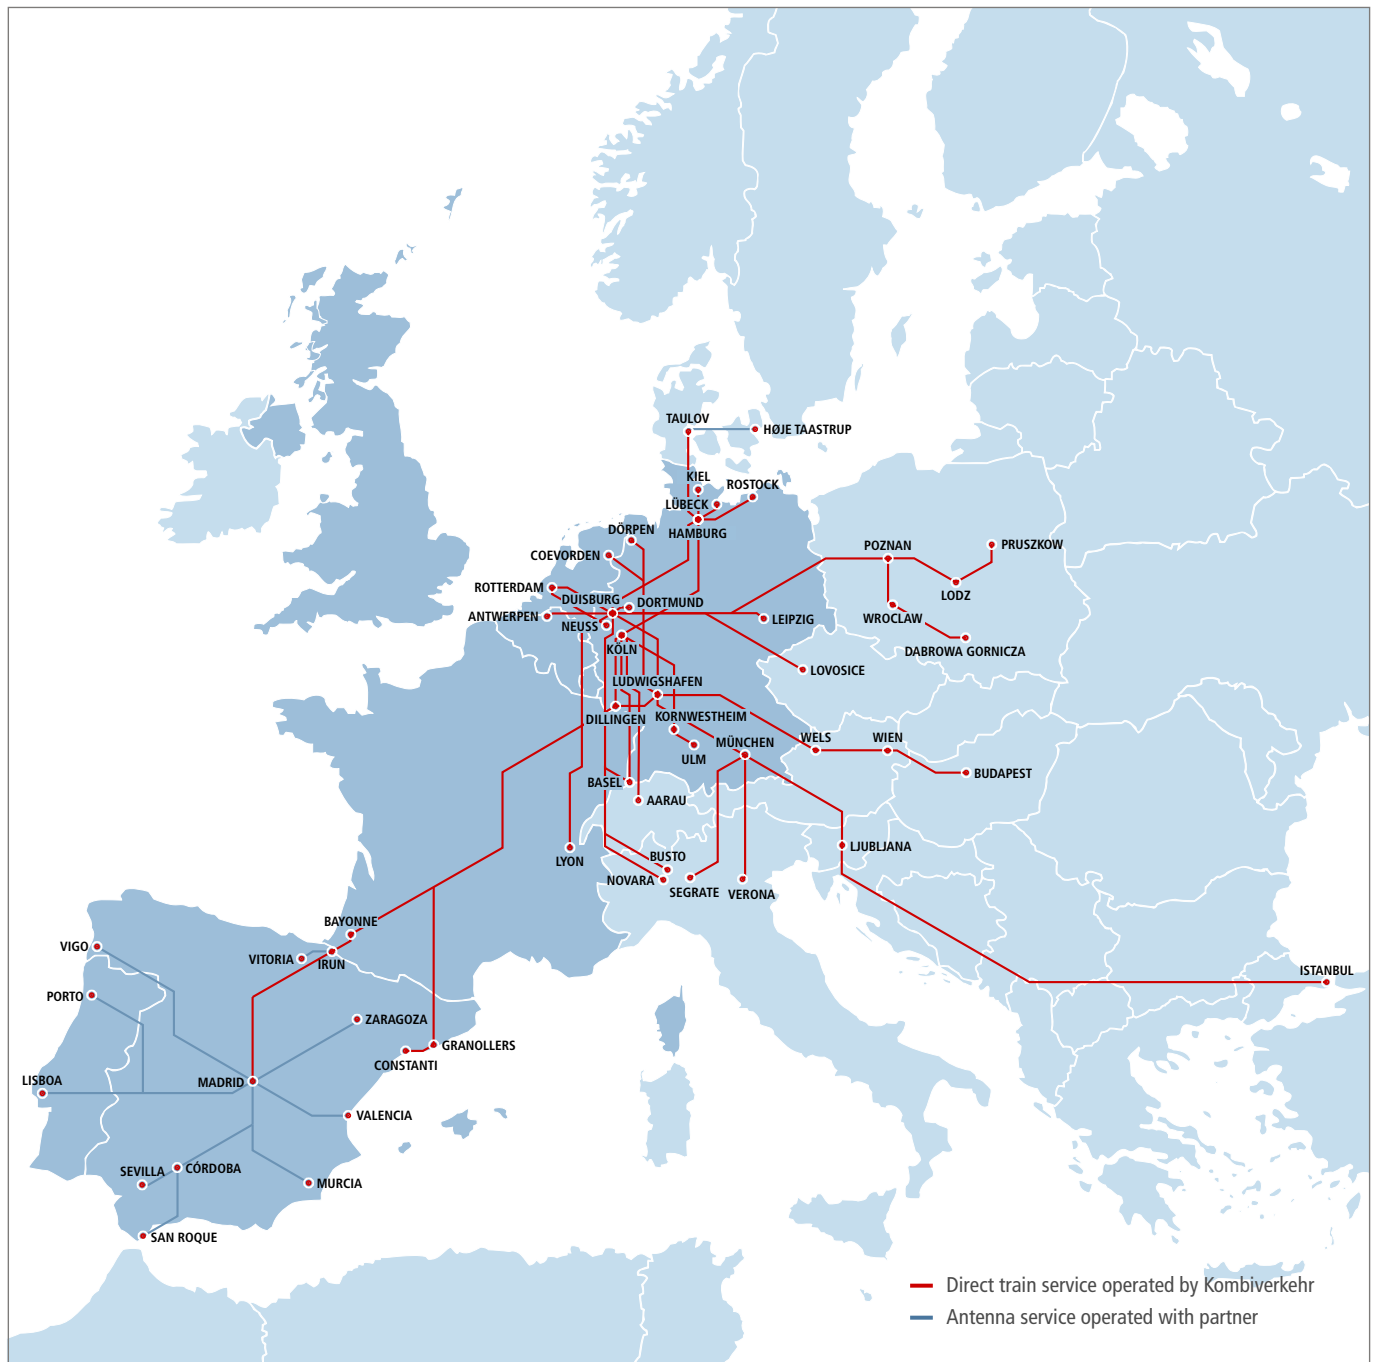 TAULOV
HØJE TAASTRUP
KIEL
ROSTOCK
LÜBECK
HAMBURG
DÖRPEN
COEVORDEN
POZNAN
PRUSZKOW
ROTTERDAM
LODZ
DUISBURG
DORTMUND
ANTWERPEN
LEIPZIG
WROCLAW
NEUSS
KÖLN
DABROWA GORNICZA
LOVOSICE
LUDWIGSHAFEN
DILLINGEN
KORNWESTHEIM
WELS
WIEN
MÜNCHEN
ULM
BUDAPEST
BASEL
AARAU
LJUBLJANA
LYON
BUSTO
NOVARA
SEGRATE
VERONA
BAYONNE
VIGO
VITORIA
IRUN
ISTANBUL
PORTO
ZARAGOZA
GRANOLLERS
CONSTANTI
LISBOA
MADRID
VALENCIA
SEVILLA
CÓRDOBA
MURCIA
SAN ROQUE
Direct train service operated by Kombiverkehr
Antenna service operated with partner